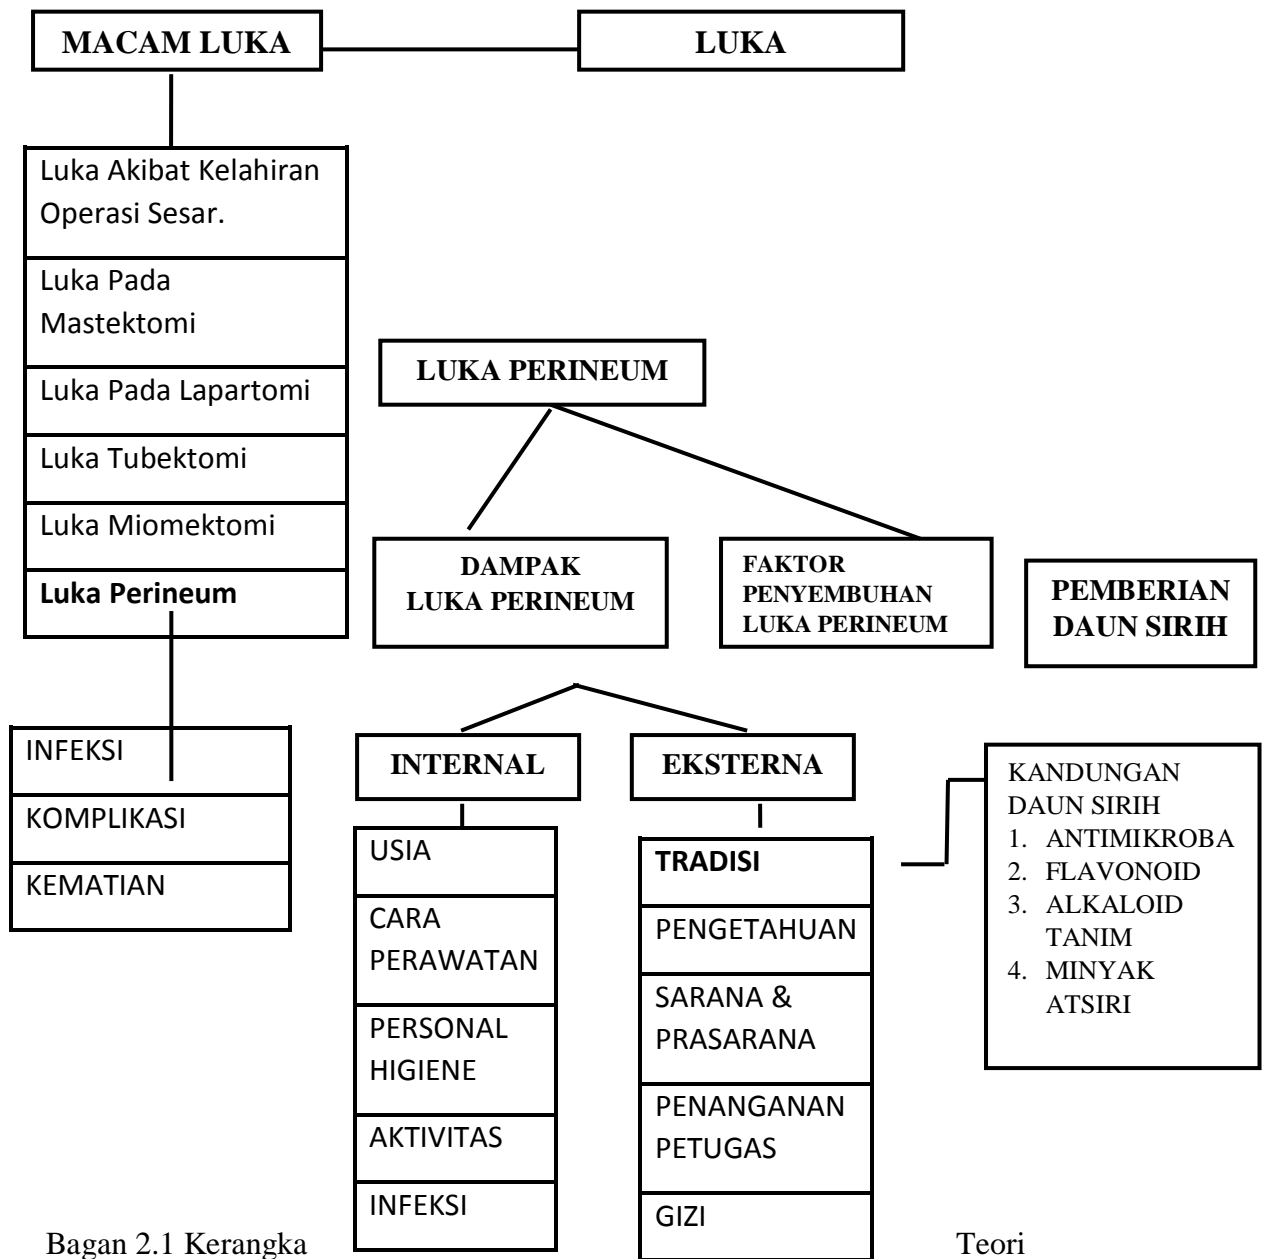 MACAM LUKA
LUKA
Luka Akibat Kelahiran
Operasi Sesar.
Luka Pada
Mastektomi
Luka Pada Lapartomi
Luka Tubektomi
Luka Miomektomi
Luka Perineum
INFEKSI
KOMPLIKASI
KEMATIAN
LUKA PERINEUM
DAMPAK
LUKA PERINEUM
FAKTOR
PENYEMBUHAN
LUKA PERINEUM
PEMBERIAN
DAUN SIRIH
INTERNAL
USIA
CARA
PERAWATAN
PERSONAL
HIGIENE
AKTIVITAS
INFEKSI
EKSTERNA
TRADISI
PENGETAHUAN
SARANA &
PRASARANA
PENANGANAN
PETUGAS
GIZI
KANDUNGAN
DAUN SIRIH
1. ANTIMIKROBA
2. FLAVONOID
3. ALKALOID
TANIM
4. MINYAK
ATSIRI
Bagan 2.1 Kerangka Teori